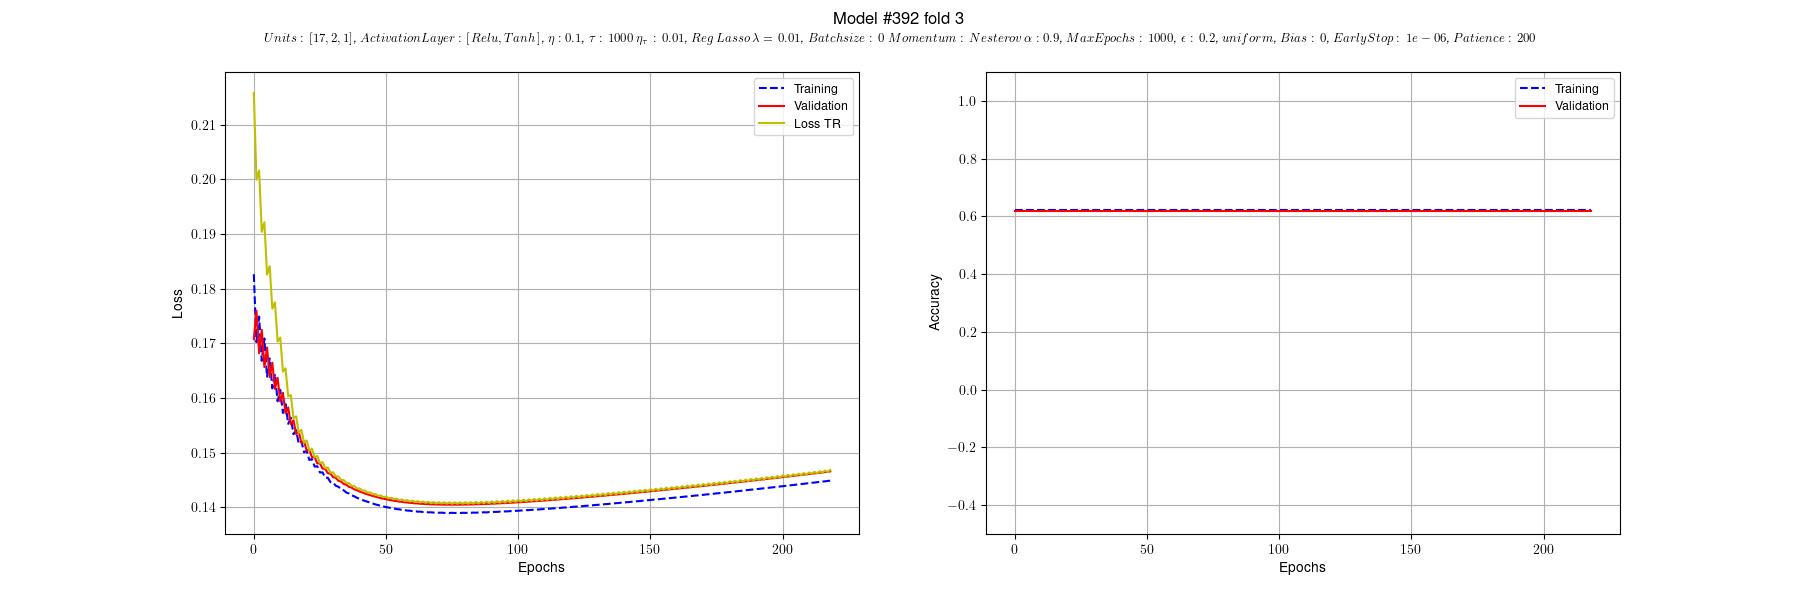 Model #392 fold 3
Units : [17, 2, 1], ActivationLayer : [Relu, Tanh], η : 0.1, τ : 1000 ητ : 0.01, Reg Lasso λ = 0.01, Batchsize : 0 Momentum : Nesterov α : 0.9, MaxEpochs : 1000, ϵ : 0.2, uniform, Bias : 0, EarlyStop : 1e − 06, Patience : 200
Loss
0.21
0.20
0.19
0.18
0.17
0.16
0.15
0.14
0 50 100 150 200
Epochs
Training
Validation
Loss TR
Accuracy
1.0
0.8
0.6
0.4
0.2
0.0
−0.2
−0.4
0 50 100 150 200
Epochs
Training
Validation